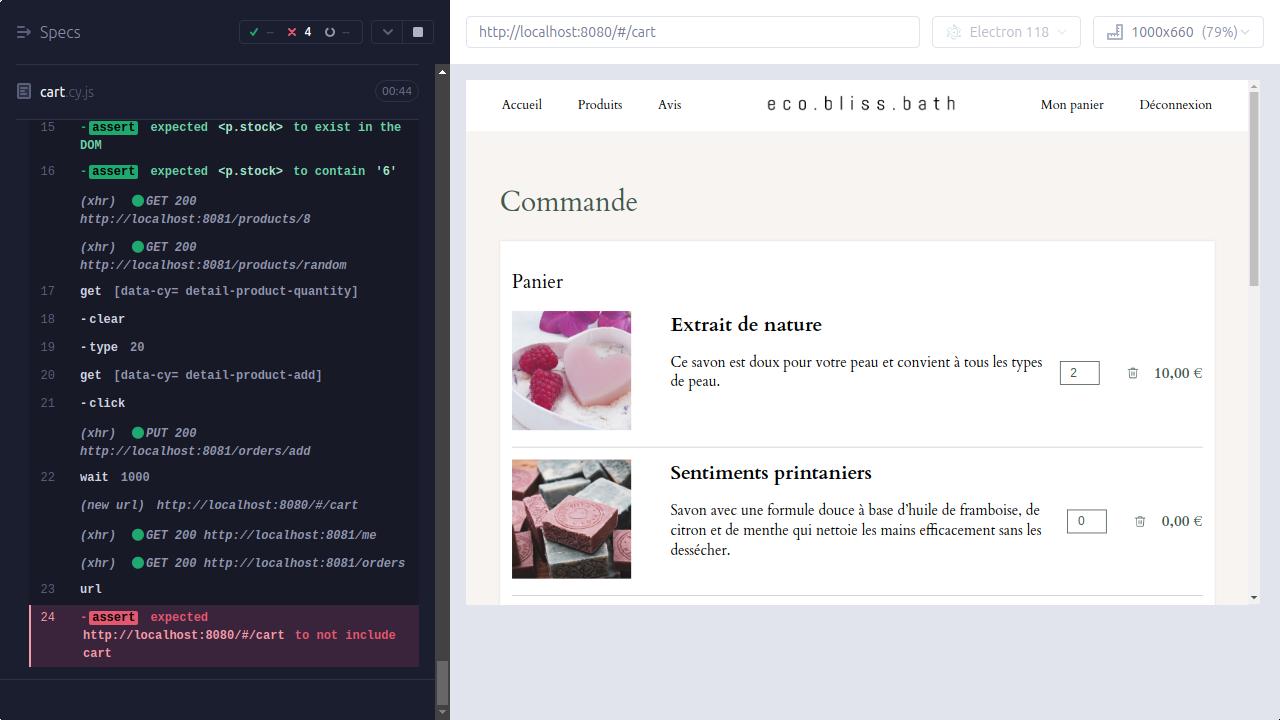 Specs
-- 4 --
http://localhost:8080/#/cart
Electron 118
1000x660 (79%)
cart.cy.js
00:44
15 -assert expected <p.stock> to exist in the
DOM
16 -assert expected <p.stock> to contain '6'
(xhr) GET 200
http://localhost:8081/products/8
(xhr) GET 200
http://localhost:8081/products/random
17 get [data-cy= detail-product-quantity]
18 -clear
19 -type 20
20 get [data-cy= detail-product-add]
21 -click
(xhr) PUT 200
http://localhost:8081/orders/add
22 wait 1000
(new url) http://localhost:8080/#/cart
(xhr) GET 200 http://localhost:8081/me
(xhr) GET 200 http://localhost:8081/orders
23 url
24 -assert expected
http://localhost:8080/#/cart to not include
cart
Accueil Produits Avis eco.bliss.bath Mon panier Déconnexion
Commande
Panier
Extrait de nature
Ce savon est doux pour votre peau et convient à tous les types
de peau.
2 10,00 €
Sentiments printaniers
Savon avec une formule douce à base d’huile de framboise, de
citron et de menthe qui nettoie les mains efficacement sans les
dessécher.
0 0,00 €